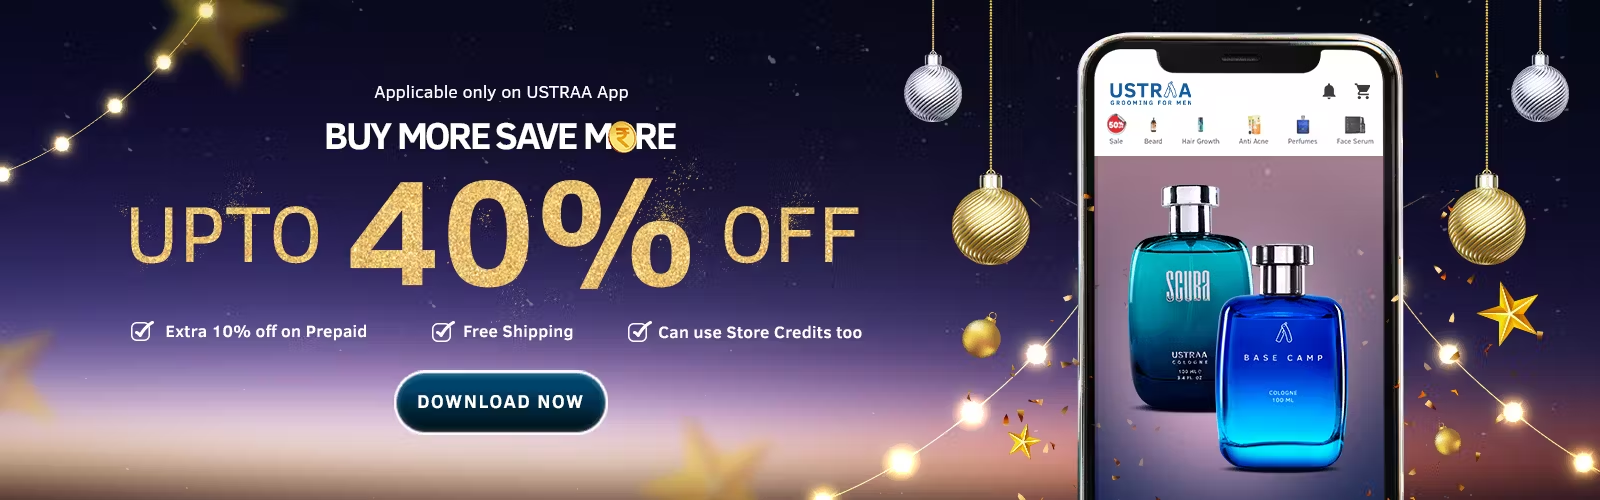 Applicable only on USTRAA App
BUY MORE SAVE M₹RE
UPTO 40% OFF
Extra 10% off on Prepaid
Free Shipping
Can use Store Credits too
DOWNLOAD NOW
USTRAA
GROOMING FOR MEN
50%
Sale
Beard
Hair Growth
Anti Acne
Perfumes
Face Serum
SCUBA
USTRAA
COLOGNE
100 ML
3.4 FL OZ
BASE CAMP
COLOGNE
100 ML